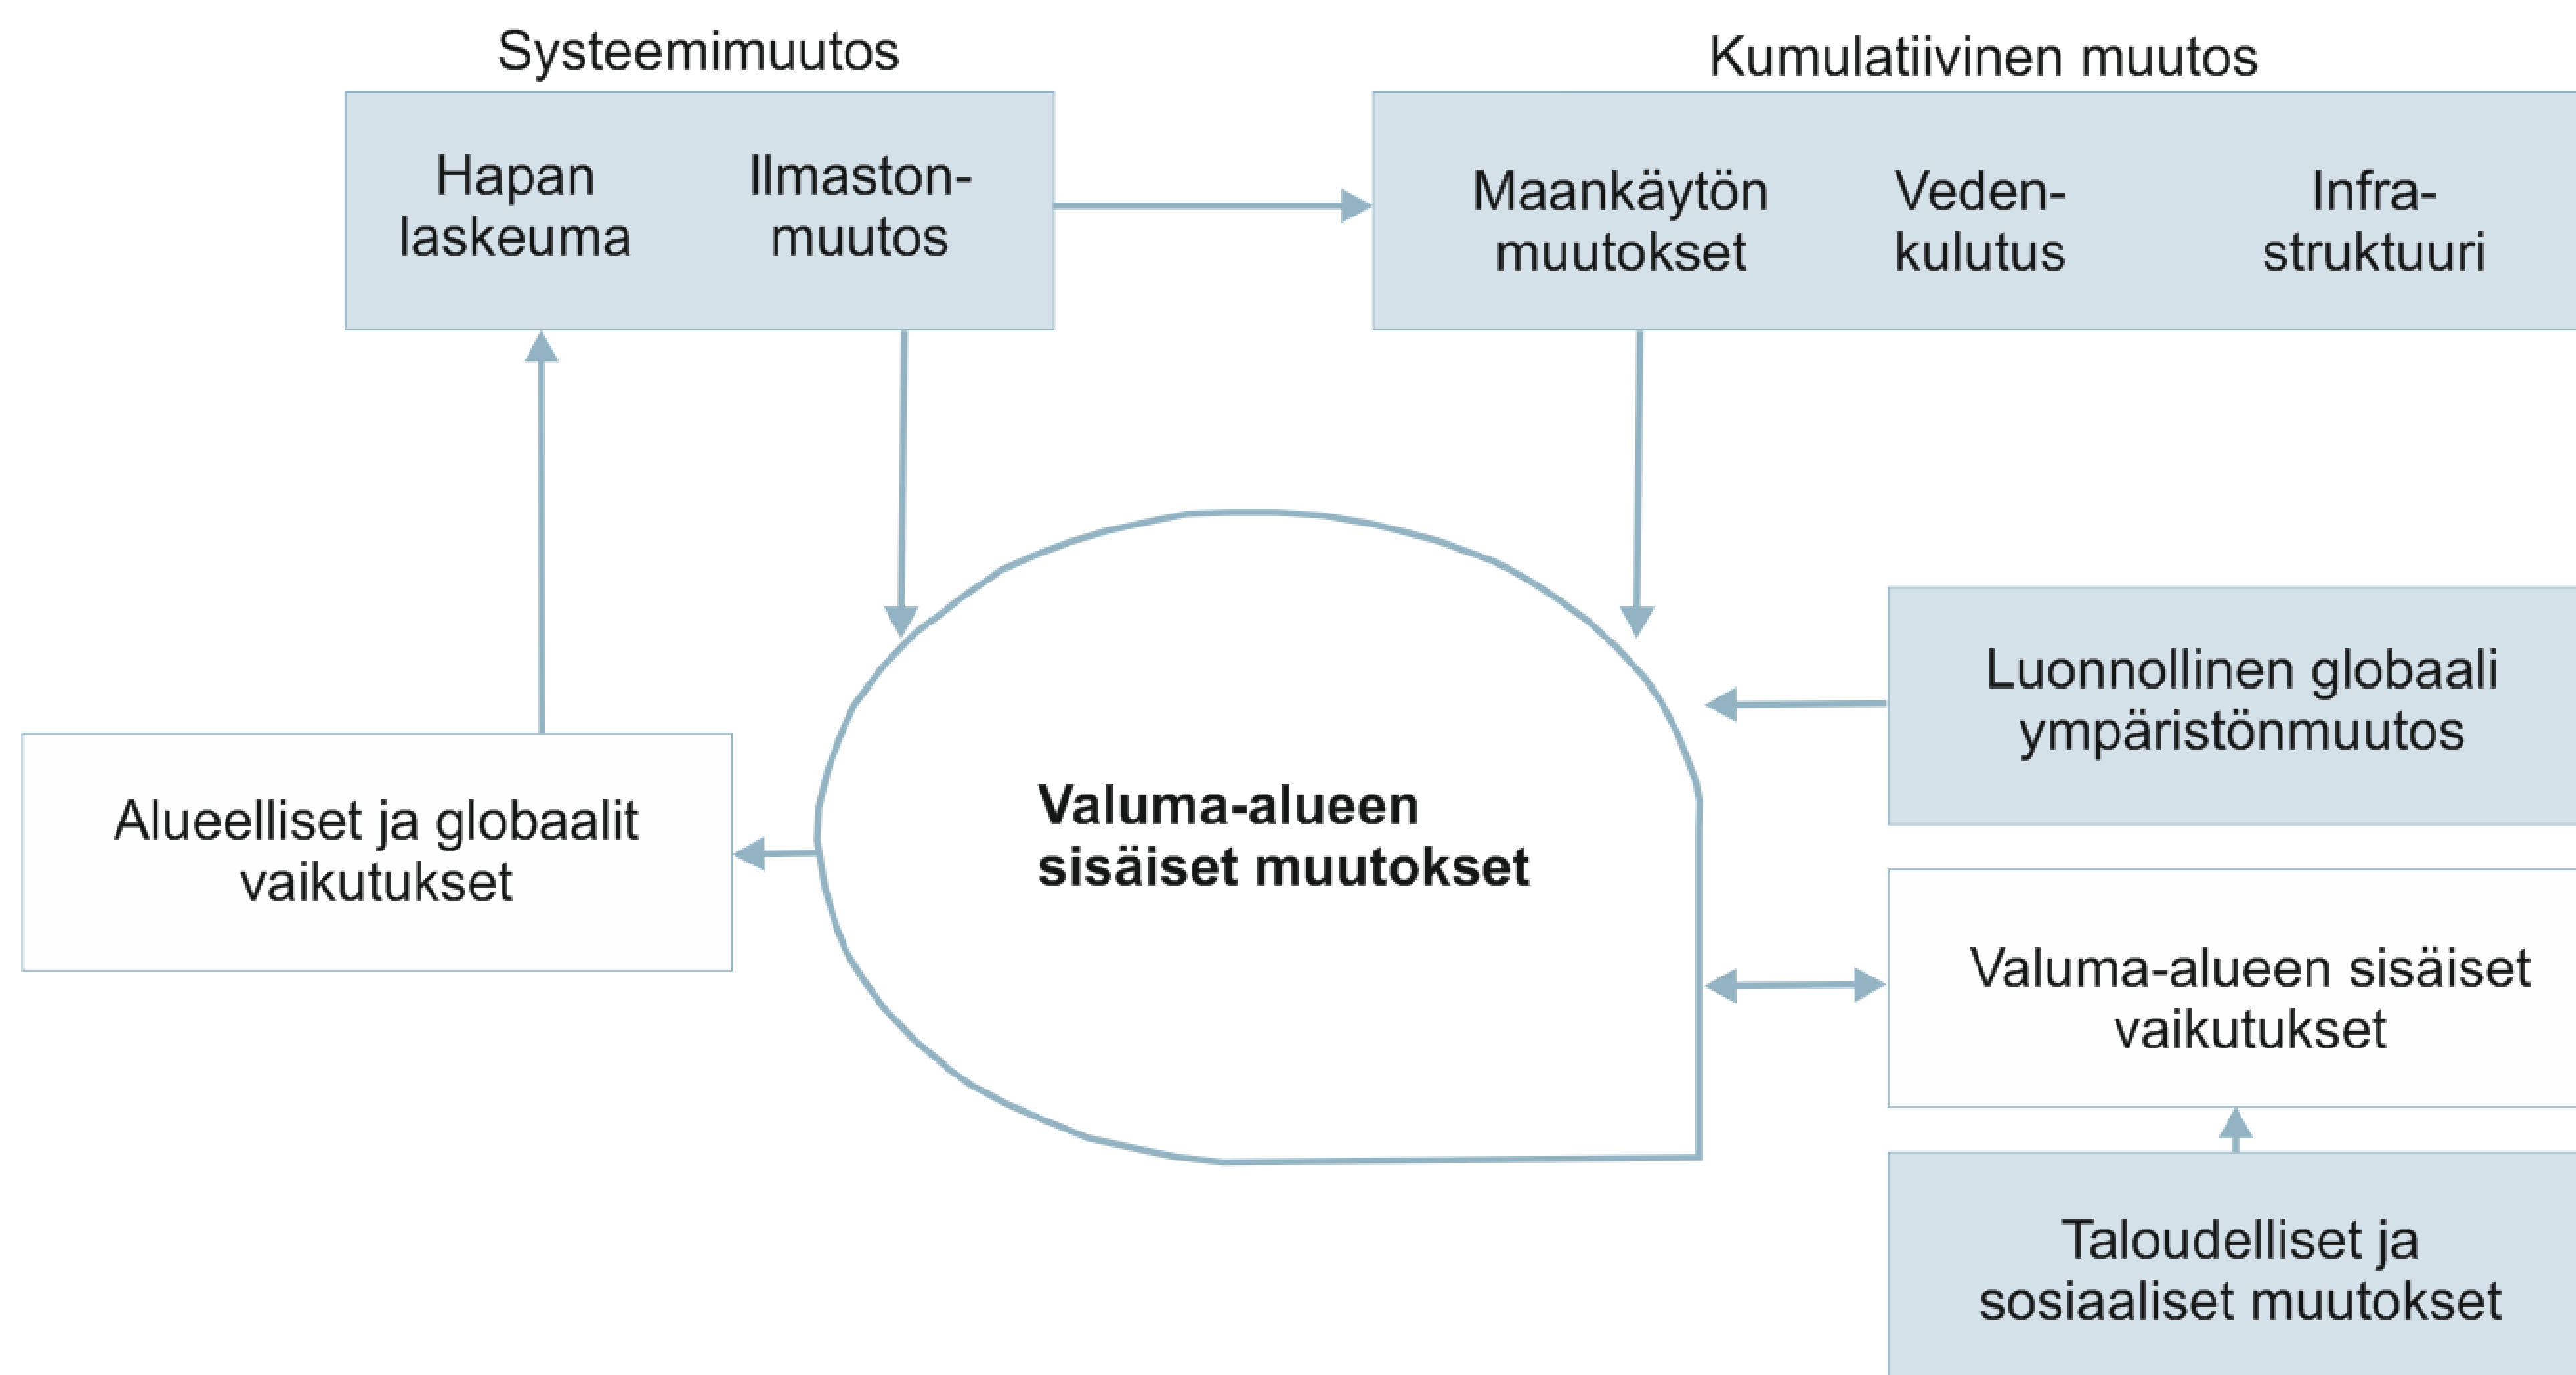 Systeemimuutos
Kumulatiivinen muutos
Hapan
laskeuma
Ilmaston-
muutos
Maankäytön
muutokset
Veden-
kulutus
Infra-
struktuuri
Luonnollinen globaali
ympäristönmuutos
Alueelliset ja globaalit
vaikutukset
Valuma-alueen
sisäiset muutokset
Valuma-alueen sisäiset
vaikutukset
Taloudelliset ja
sosiaaliset muutokset